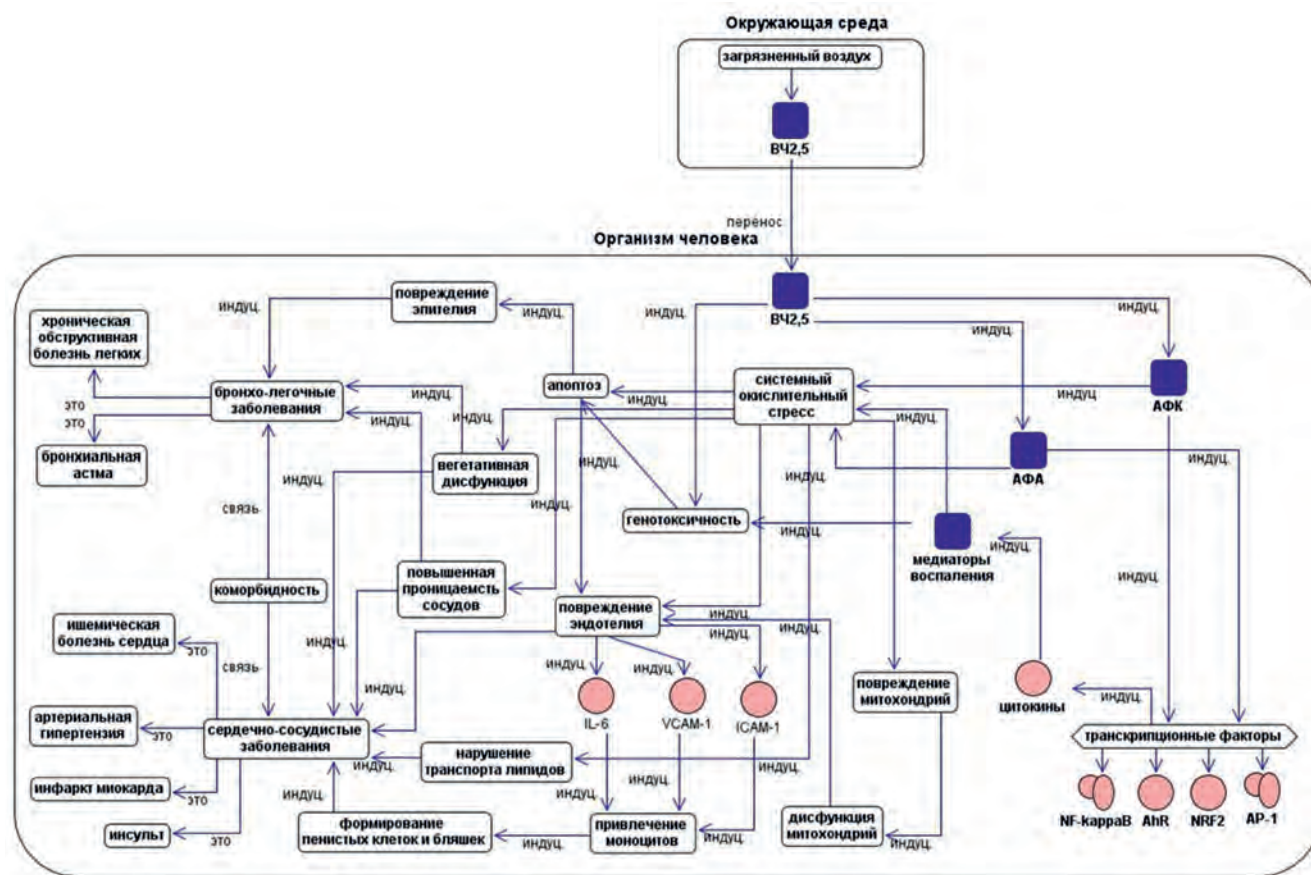 Окружающая среда
загрязненный воздух
ВЧ2,5
перенос
Организм человека
ВЧ2,5
индуц.
повреждение
эпителия
индуц.
индуц.
индуц.
индуц.
хроническая
обструктивная
болезнь легких
это
это
бронхо-легочные
заболевания
индуц.
апоптоз
индуц.
системный
окислительный
стресс
индуц.
АФК
бронхиальная
астма
индуц.
вегетативная
дисфункция
индуц.
индуц.
индуц.
индуц.
индуц.
АФА
связь
индуц.
генотоксичность
индуц.
медиаторы
воспаления
индуц.
индуц.
коморбидность
повышенная
проницаемсть
сосудов
повреждение
эндотелия
индуц.
индуц.
индуц.
ишемическая
болезнь сердца
это
связь
индуц.
индуц.
индуц.
индуц.
IL-6
VCAM-1
ICAM-1
повреждение
митохондрий
цитокины
индуц.
артериальная
гипертензия
это
сердечно-сосудистые
заболевания
индуц.
нарушение
транспорта липидов
индуц.
транскрипционные факторы
инфаркт миокарда
это
индуц.
индуц.
индуц.
индуц.
NF-kappaB
AhR
NRF2
AP-1
инсульт
это
формирование
пенистых клеток и бляшек
индуц.
привлечение
моноцитов
индуц.
дисфункция
митохондрий
индуц.